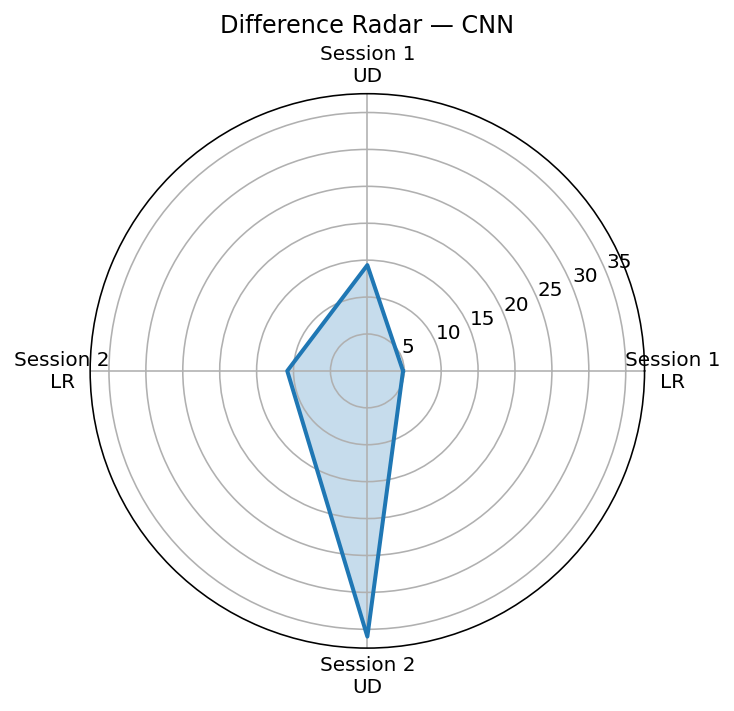 Difference Radar — CNN
Session 1
UD
35
30
25
20
15
10
5
Session 2
LR
Session 1
LR
Session 2
UD